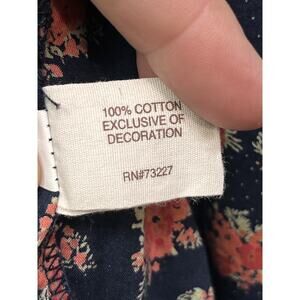 100% COTTON
EXCLUSIVE OF
DECORATION
RN#73227